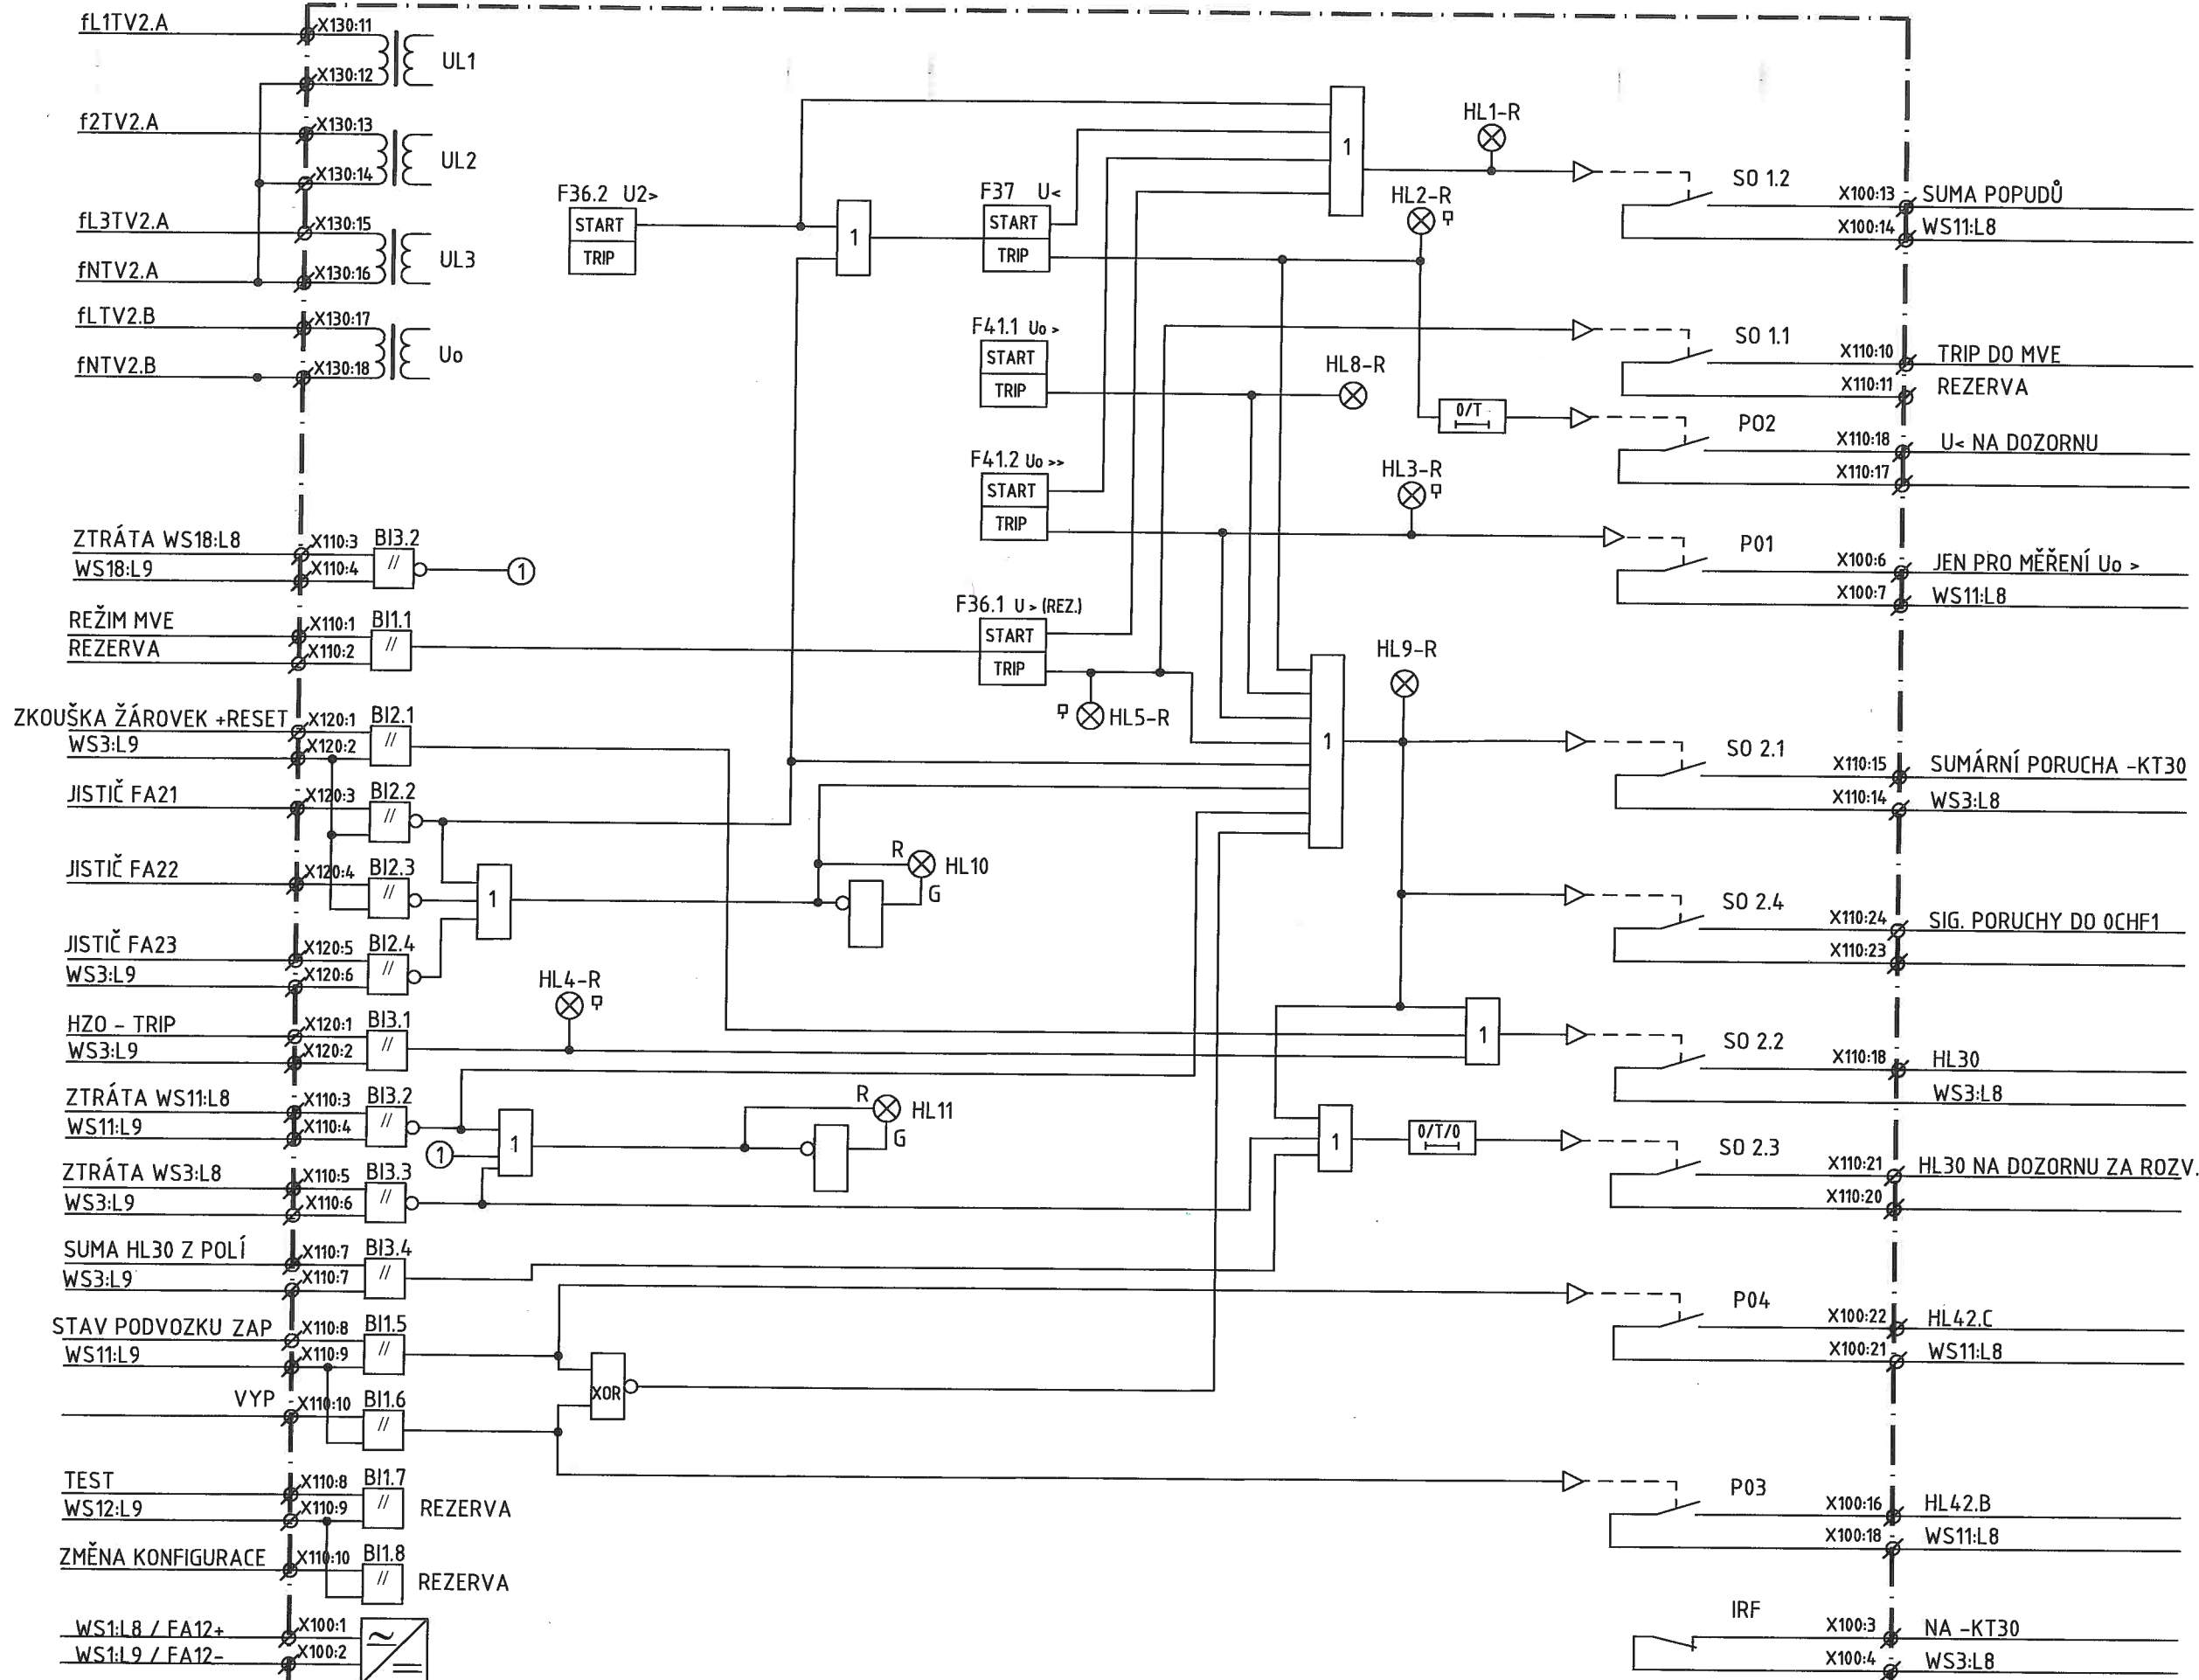 fL1TV2.A
X130:11
X130:12
UL1
f2TV2.A
X130:13
X130:14
UL2
fL3TV2.A
X130:15
fNTV2.A
X130:16
UL3
fLTV2.B
X130:17
fNTV2.B
X130:18
Uo
ZTRÁTA WS18:L8
X110:3
BI3.2
WS18:L9
X110:4
//
1
REŽIM MVE
X110:1
BI1.1
REZERVA
X110:2
//
ZKOUŠKA ŽÁROVEK +RESET
X120:1
BI2.1
WS3:L9
X120:2
//
JISTIČ FA21
X120:3
BI2.2
//
JISTIČ FA22
X120:4
BI2.3
//
1
JISTIČ FA23
X120:5
BI2.4
WS3:L9
X120:6
//
HZO - TRIP
X120:1
BI3.1
WS3:L9
X120:2
//
ZTRÁTA WS11:L8
X110:3
BI3.2
WS11:L9
X110:4
//
1
1
ZTRÁTA WS3:L8
X110:5
BI3.3
WS3:L9
X110:6
//
SUMA HL30 Z POLÍ
X110:7
BI3.4
WS3:L9
X110:7
//
STAV PODVOZKU ZAP
X110:8
BI1.5
WS11:L9
X110:9
//
VYP
X110:10
BI1.6
//
XOR
TEST
X110:8
BI1.7
WS12:L9
X110:9
//
REZERVA
ZMĚNA KONFIGURACE
X110:10
BI1.8
//
REZERVA
WS1:L8 / FA12+
X100:1
WS1:L9 / FA12-
X100:2
F36.2 U2>
START
TRIP
1
F37 U<
START
TRIP
F41.1 Uo >
START
TRIP
F41.2 Uo >>
START
TRIP
F36.1 U > (REZ.)
START
TRIP
HL5-R
1
HL1-R
HL2-R
HL8-R
0/T
HL3-R
HL9-R
1
R
HL10
G
HL4-R
R
HL11
G
1
1
0/T/0
SO 1.2
X100:13
SUMA POPUDŮ
X100:14
WS11:L8
SO 1.1
X110:10
TRIP DO MVE
X110:11
REZERVA
PO2
X110:18
U< NA DOZORNU
X110:17
P01
X100:6
JEN PRO MĚŘENÍ Uo >
X100:7
WS11:L8
SO 2.1
X110:15
SUMÁRNÍ PORUCHA -KT30
X110:14
WS3:L8
SO 2.4
X110:24
SIG. PORUCHY DO 0CHF1
X110:23
SO 2.2
X110:18
HL30
WS3:L8
SO 2.3
X110:21
HL30 NA DOZORNU ZA ROZV.
X110:20
P04
X100:22
HL42.C
X100:21
WS11:L8
P03
X100:16
HL42.B
X100:18
WS11:L8
IRF
X100:3
NA -KT30
X100:4
WS3:L8